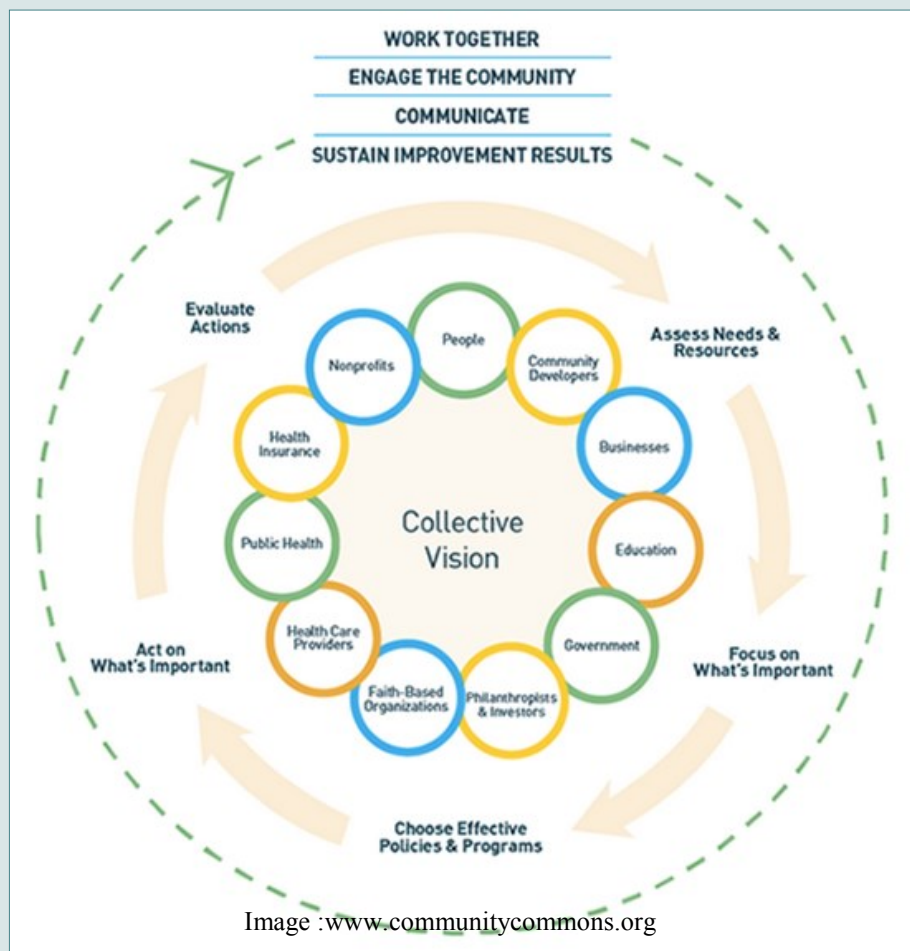 WORK TOGETHER
ENGAGE THE COMMUNITY
COMMUNICATE
SUSTAIN IMPROVEMENT RESULTS
Evaluate
Actions
Assess Needs &
Resources
Focus on
What's Important
Choose Effective
Policies & Programs
Act on
What's Important
People
Community
Developers
Businesses
Education
Government
Philanthropists
& Investors
Faith-Based
Organizations
Health Care
Providers
Public Health
Health
Insurance
Nonprofits
Collective
Vision
Image :www.communitycommons.org